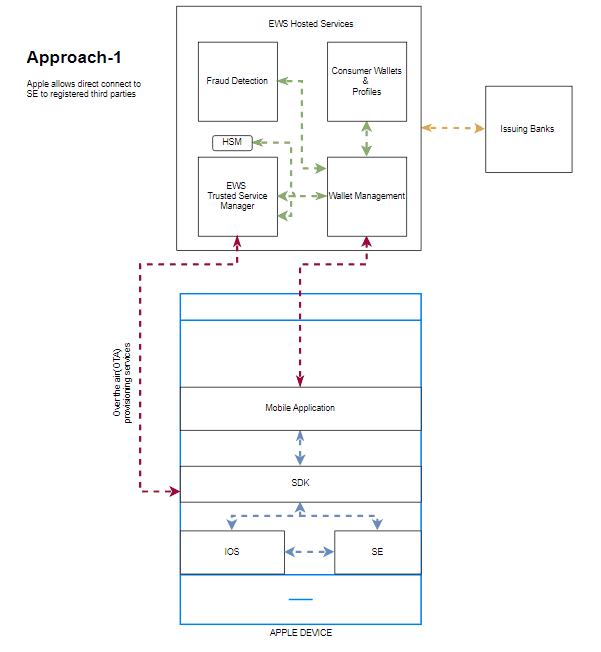 EWS Hosted Services
Approach-1
Apple allows direct connect to
SE to registered third parties
Fraud Detection
Consumer Wallets
&
Profiles
Issuing Banks
HSM
EWS
Trusted Service
Manager
Wallet Management
Over the air(OTA)
provisioning services
Mobile Application
SDK
IOS
SE
APPLE DEVICE